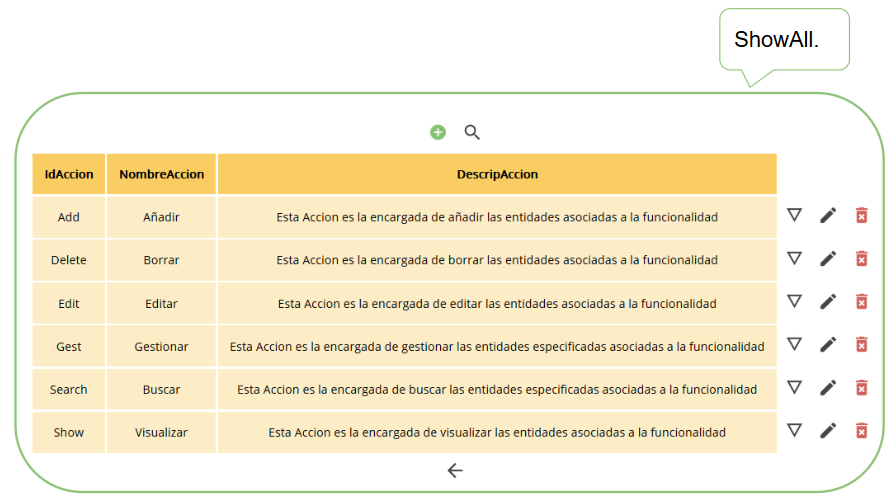 ShowAll.
IdAccion NombreAccion DescripAccion
Add Añadir Esta Accion es la encargada de añadir las entidades asociadas a la funcionalidad
Delete Borrar Esta Accion es la encargada de borrar las entidades asociadas a la funcionalidad
Edit Editar Esta Accion es la encargada de editar las entidades asociadas a la funcionalidad
Gest Gestionar Esta Accion es la encargada de gestionar las entidades especificadas asociadas a la funcionalidad
Search Buscar Esta Accion es la encargada de buscar las entidades especificadas asociadas a la funcionalidad
Show Visualizar Esta Accion es la encargada de visualizar las entidades asociadas a la funcionalidad